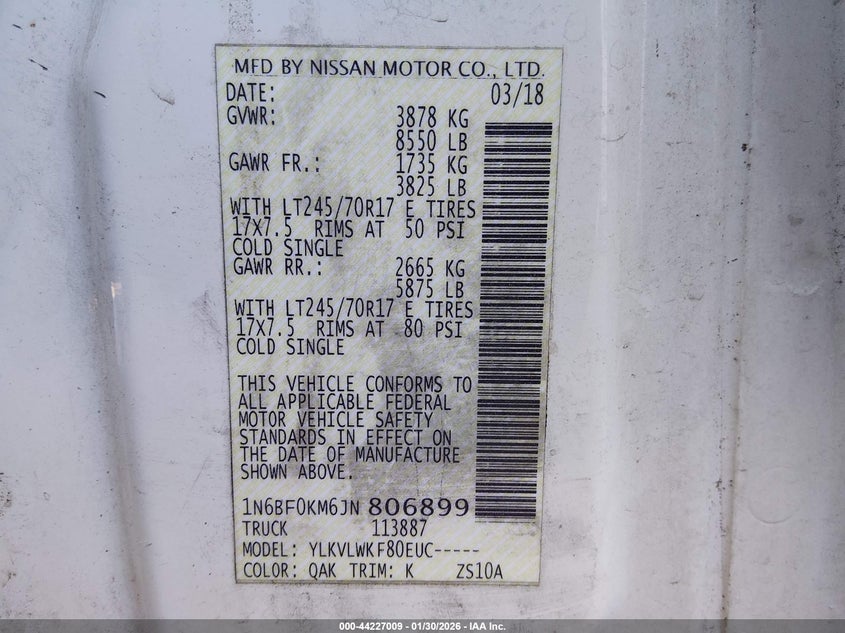 MFD BY NISSAN MOTOR CO., LTD.
DATE: 03/18
GVWR: 3878 KG
8550 LB
GAWR FR.: 1735 KG
3825 LB
WITH LT245/70R17 E TIRES
17X7.5 RIMS AT 50 PSI
COLD SINGLE
GAWR RR.: 2665 KG
5875 LB
WITH LT245/70R17 E TIRES
17X7.5 RIMS AT 80 PSI
COLD SINGLE
THIS VEHICLE CONFORMS TO
ALL APPLICABLE FEDERAL
MOTOR VEHICLE SAFETY
STANDARDS IN EFFECT ON
THE DATE OF MANUFACTURE
SHOWN ABOVE.
1N6BF0KM6JN806899
TRUCK 113887
MODEL: YLKVLWKF80EUC-----
COLOR: QAK TRIM: K ZS10A
000-44227009 - 01/30/2026 - IAA Inc.